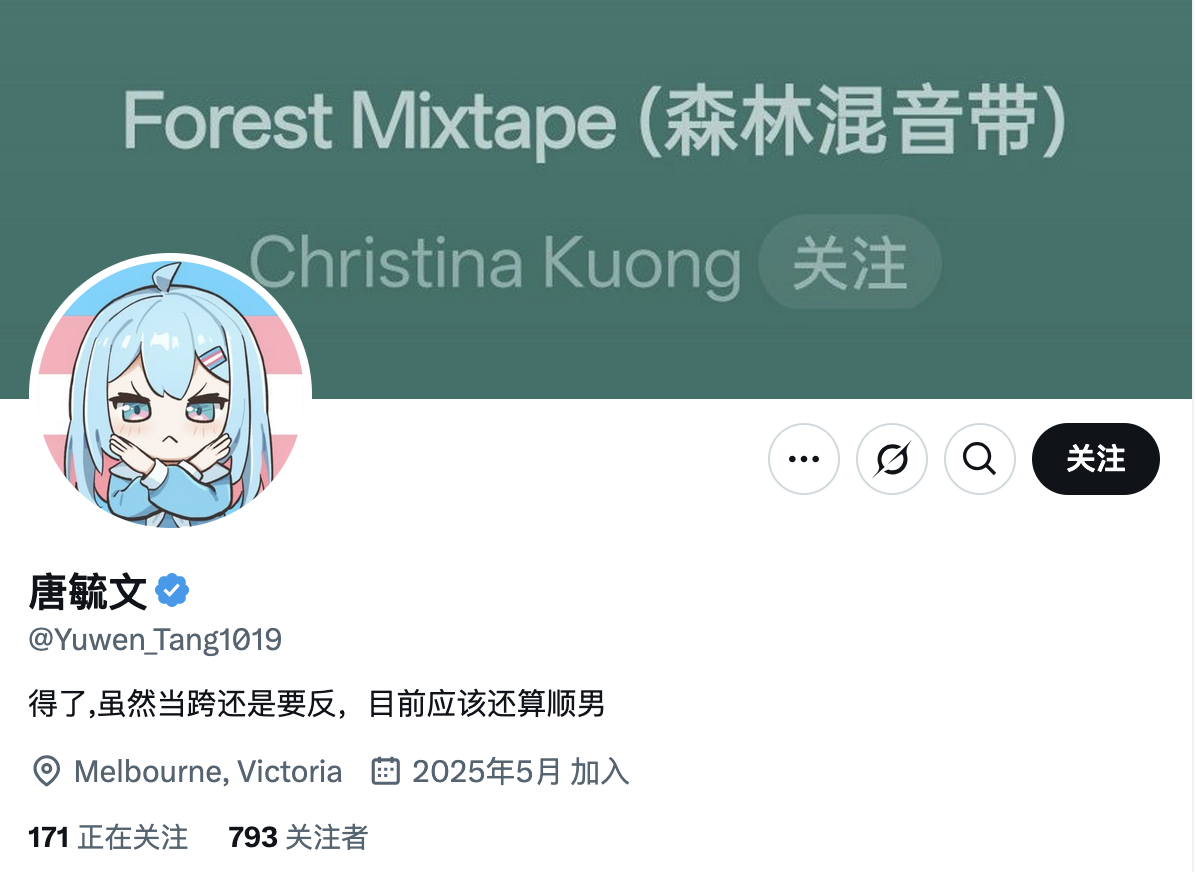 Forest Mixtape (森林混音带)
Christina Kuong 关注
关注
唐毓文
@Yuwen_Tang1019
得了,虽然当跨还是要反，目前应该还算顺男
Melbourne, Victoria 2025年5月 加入
171 正在关注 793 关注者